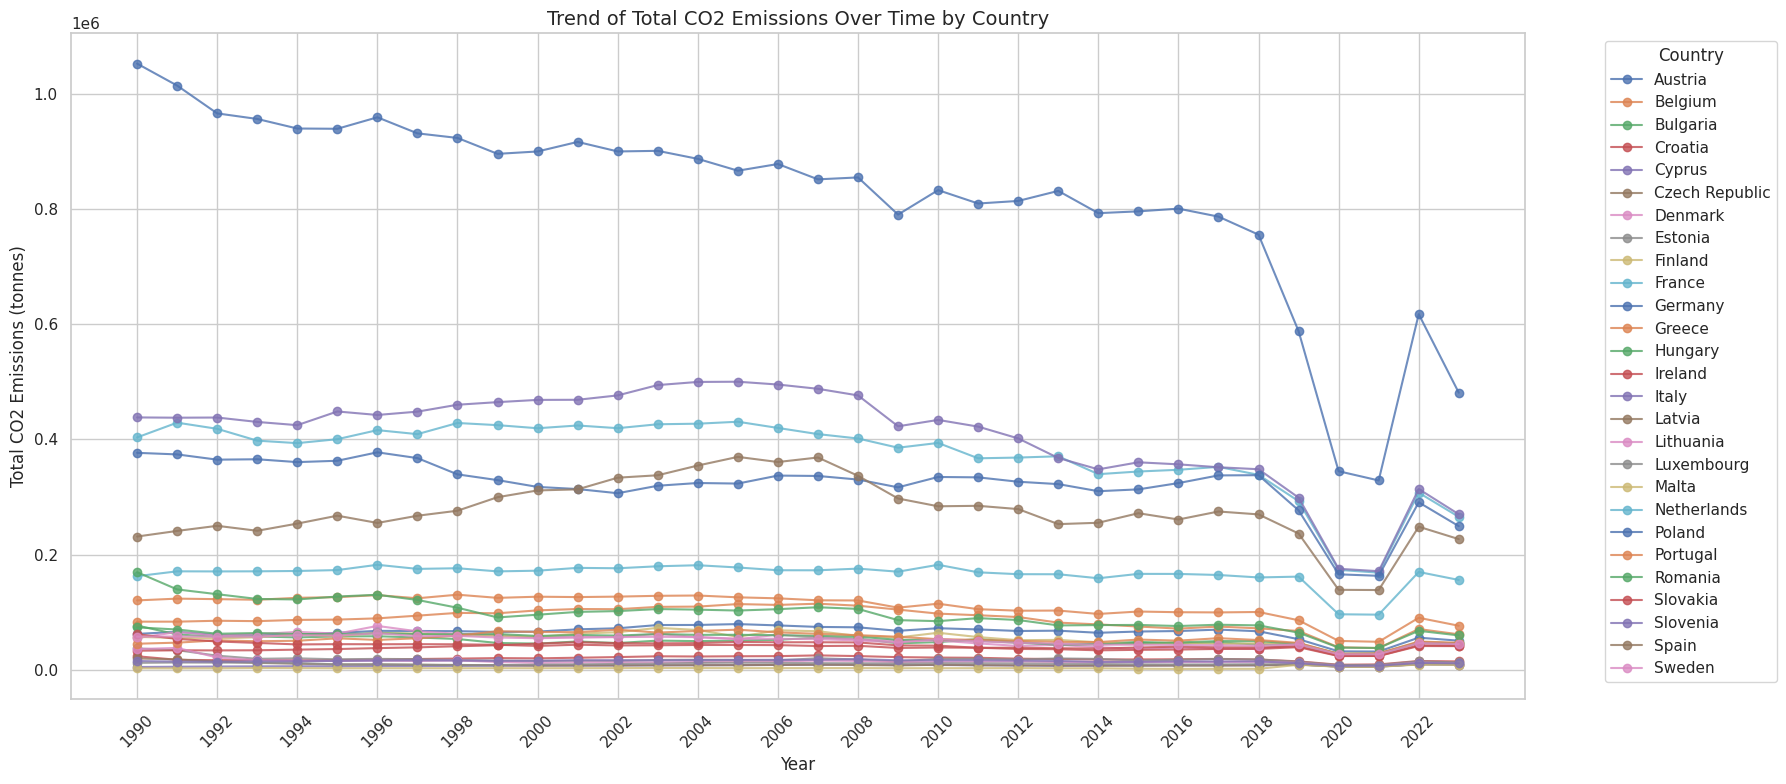 Trend of Total CO2 Emissions Over Time by Country
1e6
1.0
0.8
0.6
0.4
0.2
0.0
Total CO2 Emissions (tonnes)
1990
1992
1994
1996
1998
2000
2002
2004
2006
2008
2010
2012
2014
2016
2018
2020
2022
Year
Country
Austria
Belgium
Bulgaria
Croatia
Cyprus
Czech Republic
Denmark
Estonia
Finland
France
Germany
Greece
Hungary
Ireland
Italy
Latvia
Lithuania
Luxembourg
Malta
Netherlands
Poland
Portugal
Romania
Slovakia
Slovenia
Spain
Sweden